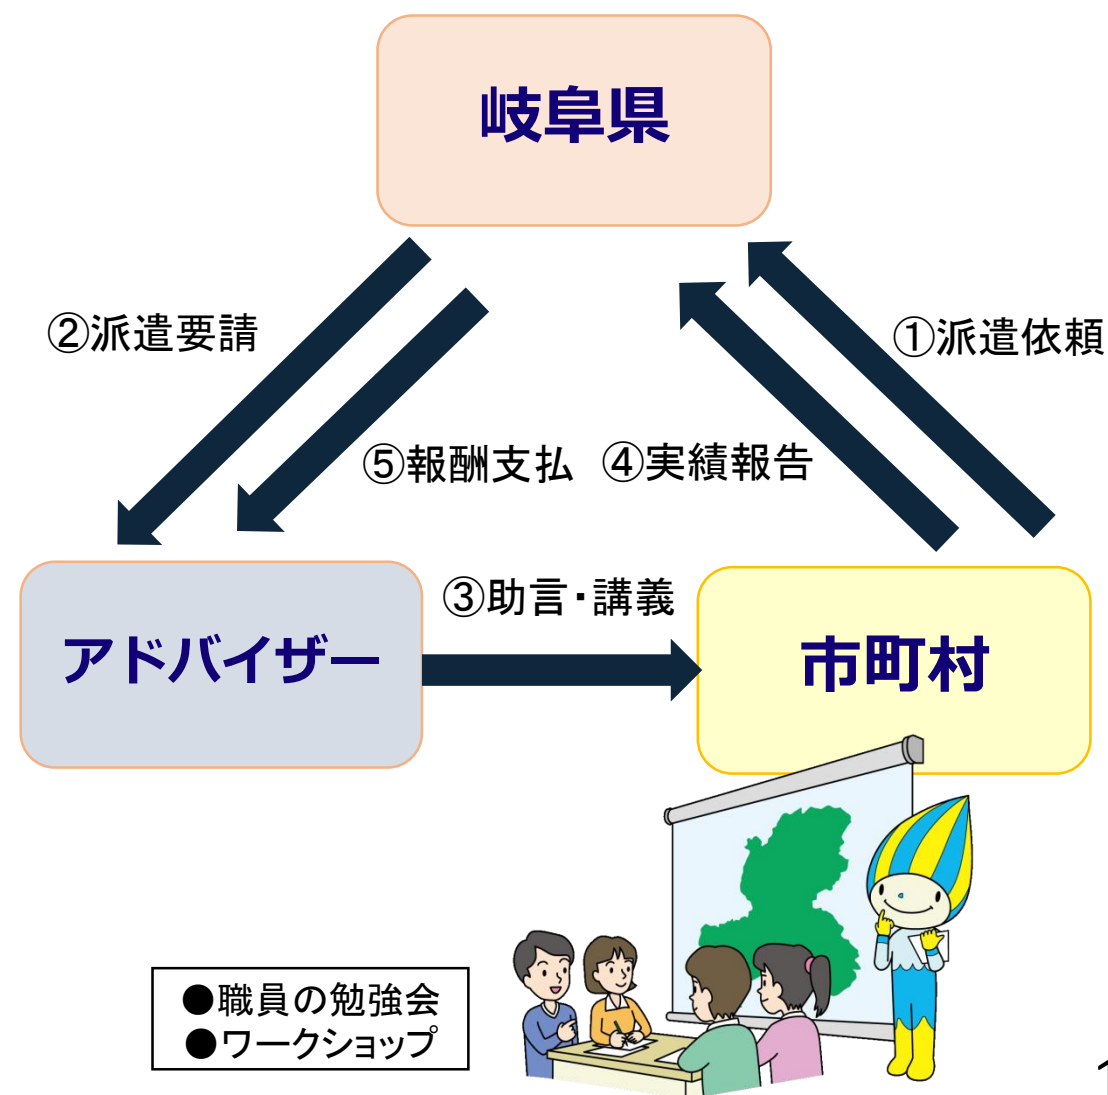 岐阜県
②派遣要請
①派遣依頼
⑤報酬支払
④実績報告
③助言・講義
アドバイザー
市町村
●職員の勉強会
●ワークショップ
1